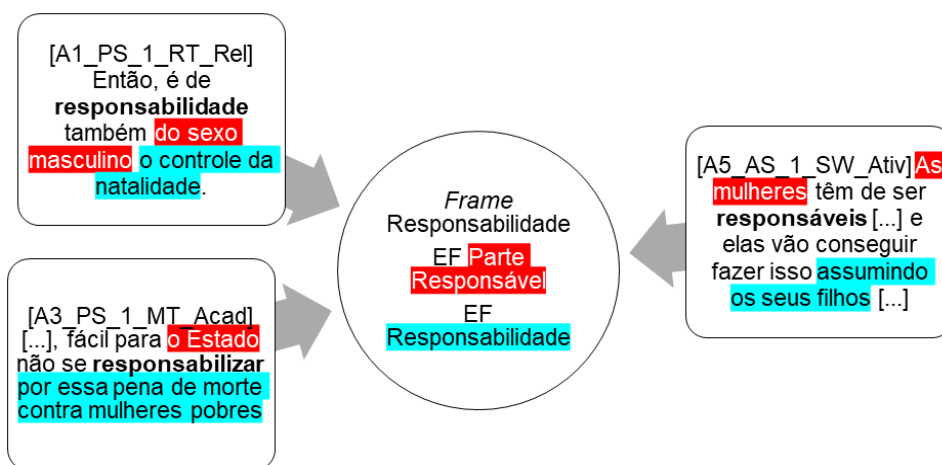 [A1_PS_1_RT_Rel]
Então, é de
responsabilidade
também do sexo
masculino o controle da
natalidade.
[A3_PS_1_MT_Acad]
[...], fácil para o Estado
não se responsabilizar
por essa pena de morte
contra mulheres pobres
Frame
Responsabilidade
EF Parte
Responsável
EF
Responsabilidade
[A5_AS_1_SW_Ativ] As
mulheres têm de ser
responsáveis [...] e
elas vão conseguir
fazer isso assumindo
os seus filhos [...]